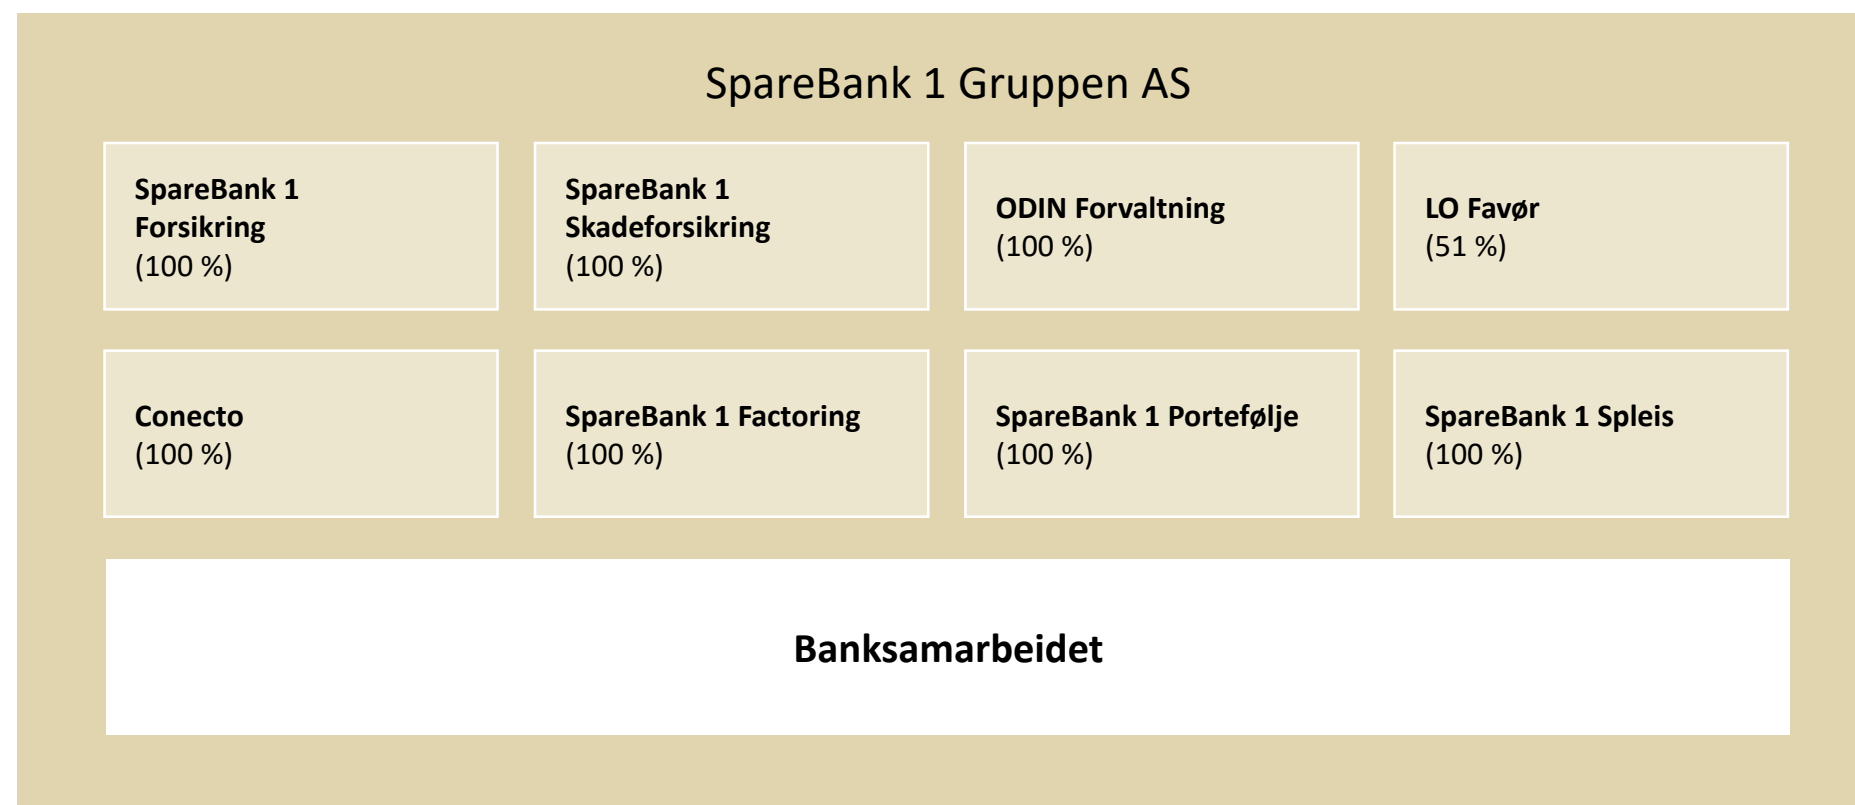 SpareBank 1 Gruppen AS
SpareBank 1
Forsikring
(100 %)
SpareBank 1
Skadeforsikring
(100 %)
ODIN Forvaltning
(100 %)
LO Favør
(51 %)
Conecto
(100 %)
SpareBank 1 Factoring
(100 %)
SpareBank 1 Portefølje
(100 %)
SpareBank 1 Spleis
(100 %)
Banksamarbeidet